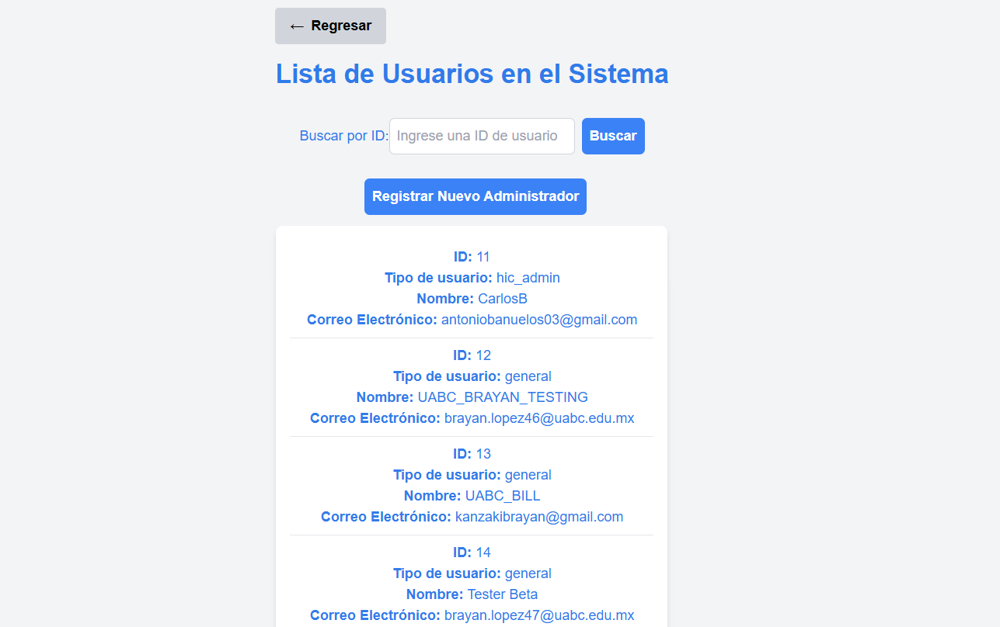 ← Regresar
Lista de Usuarios en el Sistema
Buscar por ID: Ingrese una ID de usuario Buscar
Registrar Nuevo Administrador
ID: 11
Tipo de usuario: hic_admin
Nombre: CarlosB
Correo Electrónico: antoniobanuelos03@gmail.com
ID: 12
Tipo de usuario: general
Nombre: UABC_BRAYAN_TESTING
Correo Electrónico: brayan.lopez46@uabc.edu.mx
ID: 13
Tipo de usuario: general
Nombre: UABC_BILL
Correo Electrónico: kanzakibrayan@gmail.com
ID: 14
Tipo de usuario: general
Nombre: Tester Beta
Correo Electrónico: brayan.lopez47@uabc.edu.mx